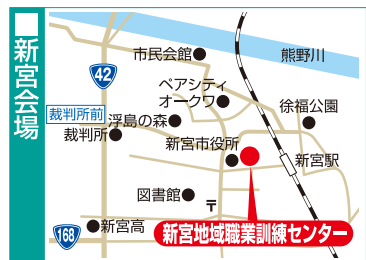 新宮会場
市民会館
熊野川
42
ペアシティ
オークワ
裁判所前
浮島の森
徐福公園
裁判所
新宮市役所
新宮駅
図書館
〒
新宮高
168
新宮地域職業訓練センター